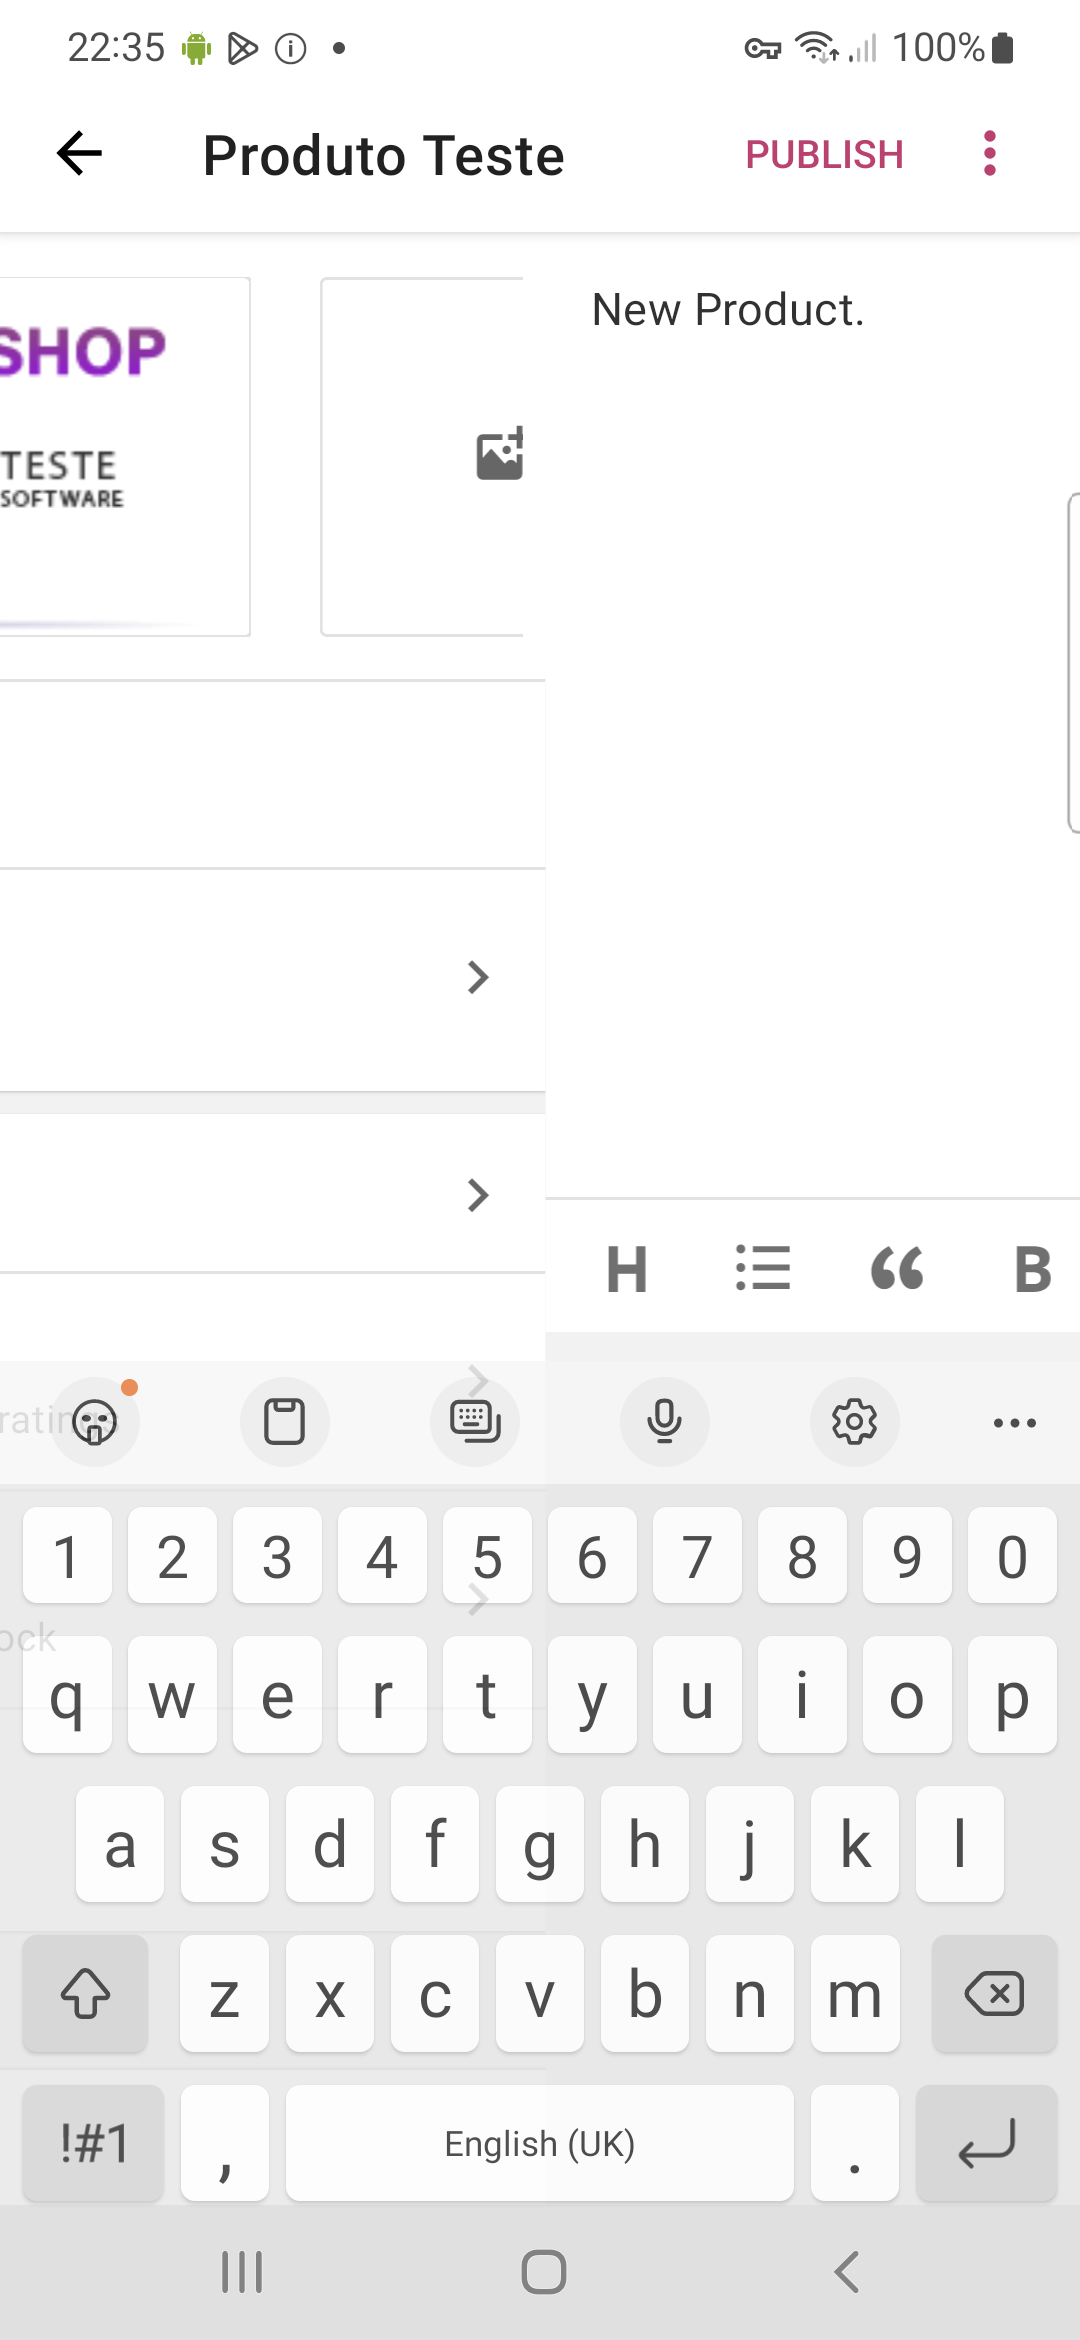 22:35
100%
Produto Teste
PUBLISH
SHOP
TESTE
SOFTWARE
New Product.
H
B
ratings
1 2 3 4 5 6 7 8 9 0
ock
q w e r t y u i o p
a s d f g h j k l
z x c v b n m
!#1 , English (UK) .